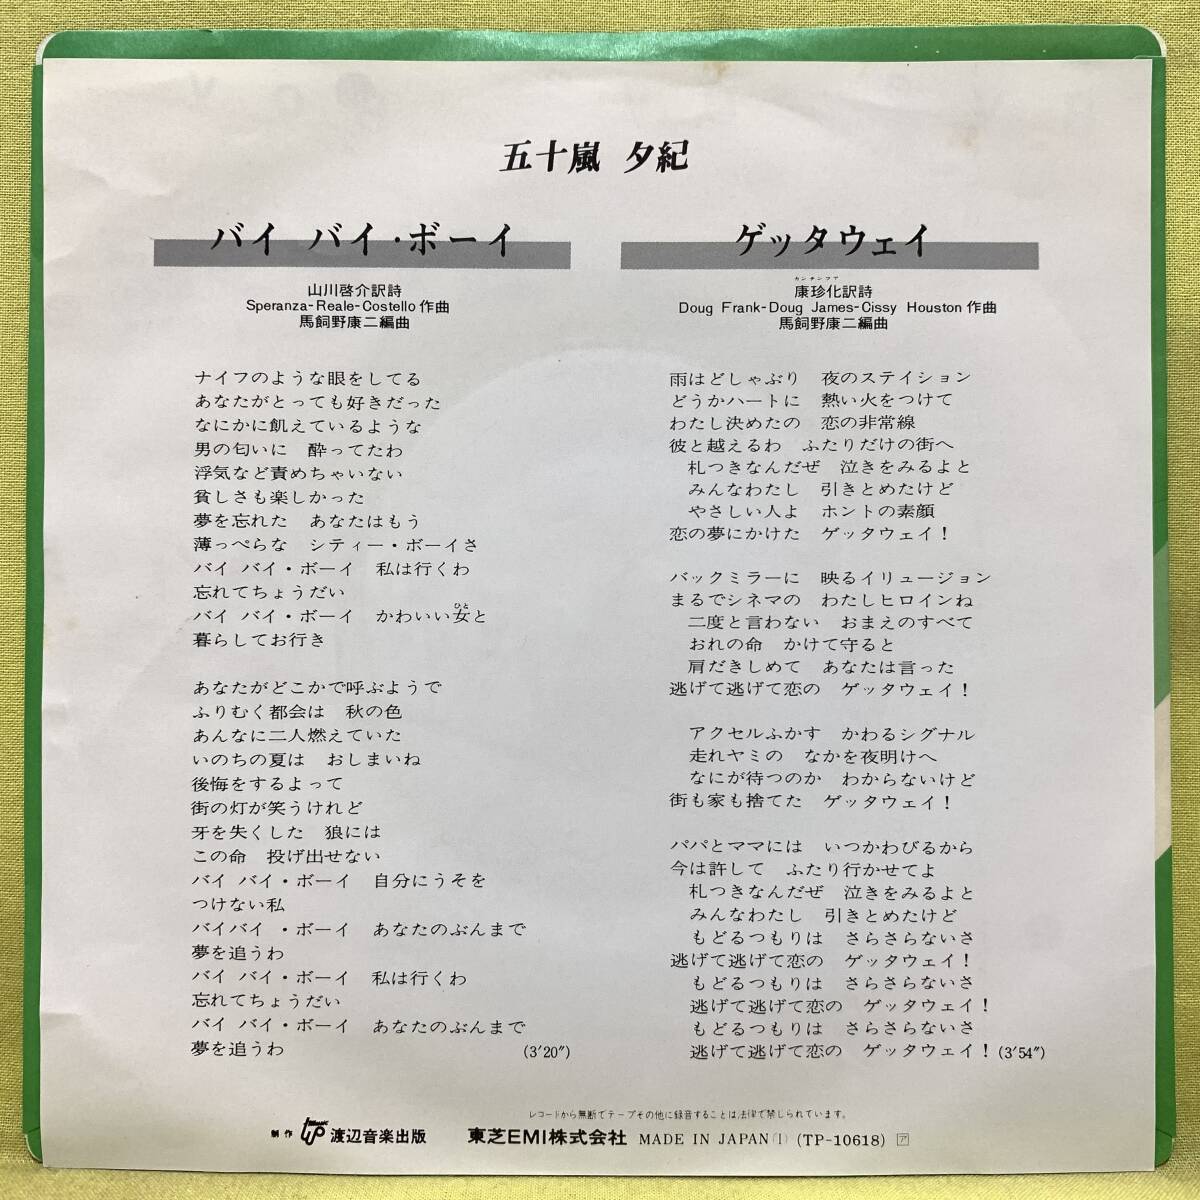 五十嵐 夕紀
バイ バイ・ボーイ
山川啓介訳詩
Speranza-Reale-Costello 作曲
馬飼野康二編曲
ナイフのような眼をしてる
あなたがとっても好きだった
なにかに飢えているような
男の匂いに 酔ってたわ
浮気など責めちゃいない
貧しさも楽しかった
夢を忘れた あなたはもう
薄っぺらな シティー・ボーイさ
バイ バイ・ボーイ 私は行くわ
忘れてちょうだい
ひと
バイ バイ・ボーイ かわいい女と
暮らしてお行き
あなたがどこかで呼ぶようで
ふりむく都会は 秋の色
あんなに二人燃えていた
いのちの夏は おしまいね
後悔をするよって
街の灯が笑うけれど
牙を失くした 狼には
この命 投げ出せない
バイ バイ・ボーイ 自分にうそを
つけない私
バイバイ ・ボーイ あなたのぶんまで
夢を追うわ
バイ バイ・ボーイ 私は行くわ
忘れてちょうだい
バイ バイ・ボーイ あなたのぶんまで
夢を追うわ (3′20″)
ゲッタウェイ
カンチンファ
康珍化訳詩
Doug Frank-Doug James-Cissy Houston 作曲
馬飼野康二編曲
雨はどしゃぶり 夜のステイション
どうかハートに 熱い火をつけて
わたし決めたの 恋の非常線
彼と越えるわ ふたりだけの街へ
札つきなんだぜ 泣きをみるよと
みんなわたし 引きとめたけど
やさしい人よ ホントの素顔
恋の夢にかけた ゲッタウェイ!
バックミラーに 映るイリュージョン
まるでシネマの わたしヒロインね
二度と言わない おまえのすべて
おれの命 かけて守ると
肩だきしめて あなたは言った
逃げて逃げて恋の ゲッタウェイ!
アクセルふかす かわるシグナル
走れヤミの なかを夜明けへ
なにが待つのか わからないけど
街も家も捨てた ゲッタウェイ!
パパとママには いつかわびるから
今は許して ふたり行かせてよ
札つきなんだぜ 泣きをみるよと
みんなわたし 引きとめたけど
もどるつもりは さらさらないさ
逃げて逃げて恋の ゲッタウェイ!
もどるつもりは さらさらないさ
逃げて逃げて恋の ゲッタウェイ!
もどるつもりは さらさらないさ
逃げて逃げて恋の ゲッタウェイ! (3′54″)
レコードから無断でテープその他に録音することは法律で禁じられています。
制作 渡辺音楽出版 東芝EMI株式会社 MADE IN JAPAN (I) (TP-10618) ア